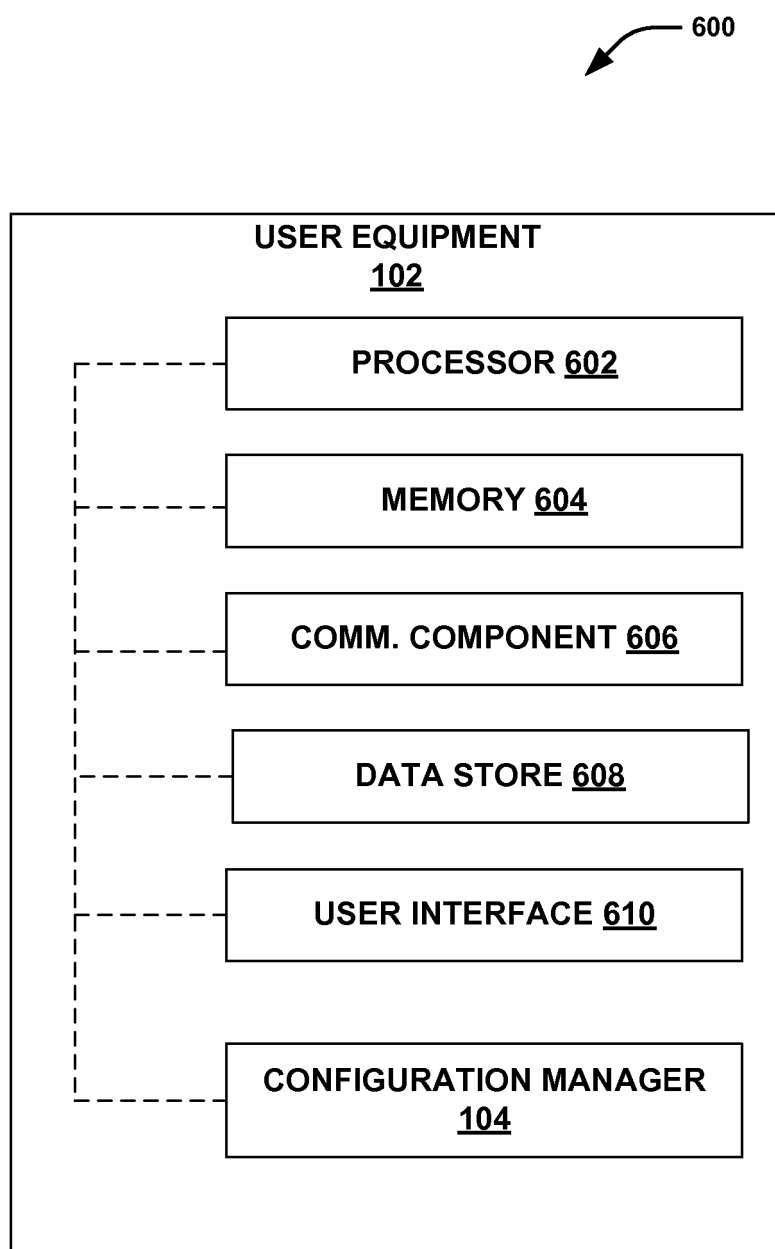 600
USER EQUIPMENT
102
PROCESSOR 602
MEMORY 604
COMM. COMPONENT 606
DATA STORE 608
USER INTERFACE 610
CONFIGURATION MANAGER
104